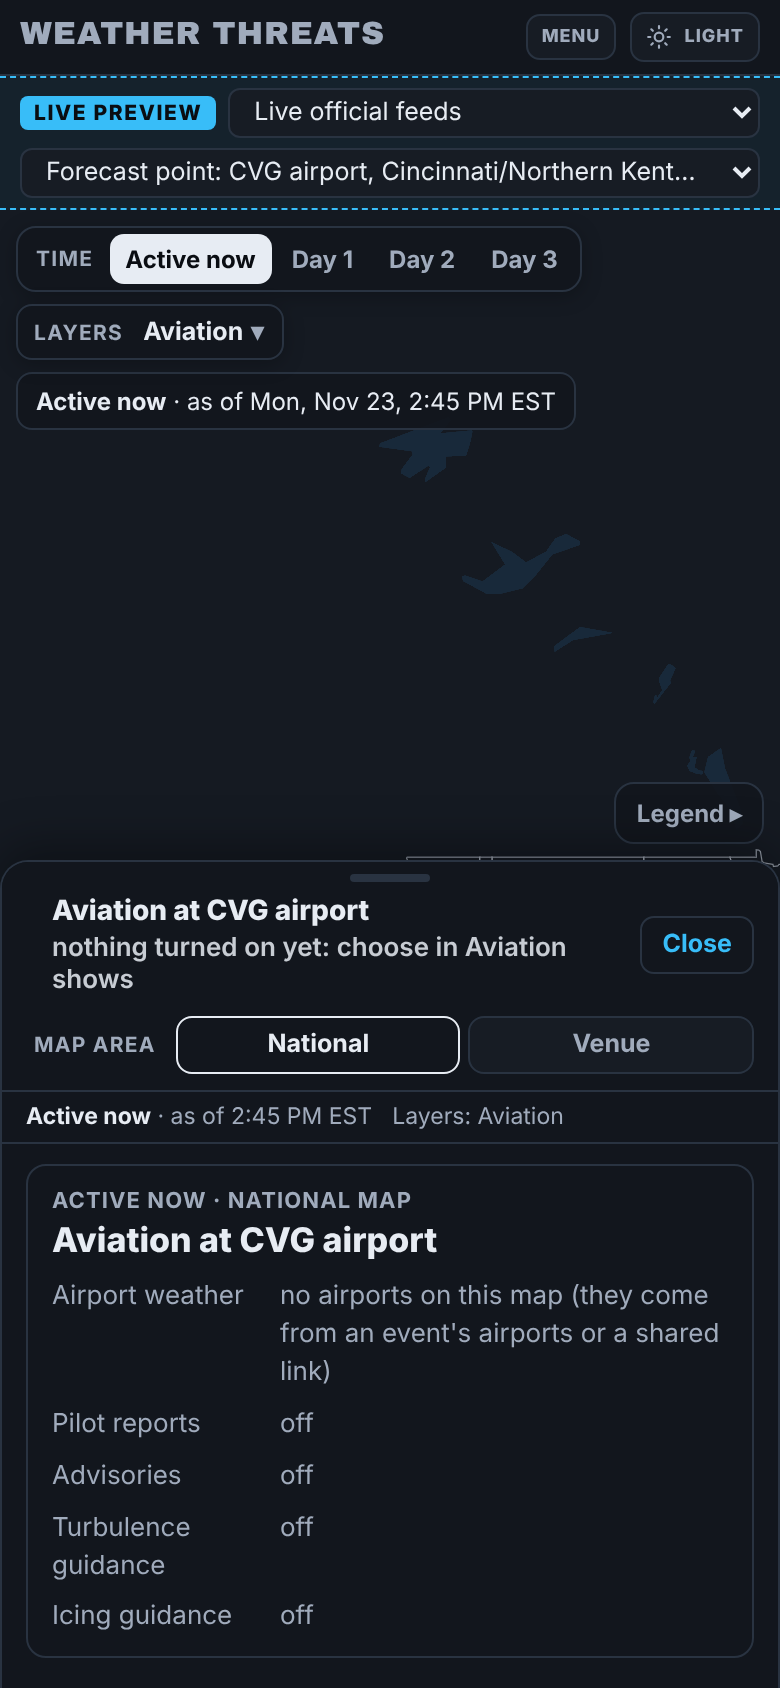 WEATHER THREATS
MENU
LIGHT
LIVE PREVIEW
Live official feeds
Forecast point: CVG airport, Cincinnati/Northern Kent...
TIME
Active now
Day 1
Day 2
Day 3
LAYERS
Aviation ▾
Active now · as of Mon, Nov 23, 2:45 PM EST
Legend ▸
Aviation at CVG airport
nothing turned on yet: choose in Aviation
shows
Close
MAP AREA
National
Venue
Active now · as of 2:45 PM EST Layers: Aviation
ACTIVE NOW · NATIONAL MAP
Aviation at CVG airport
Airport weather no airports on this map (they come
from an event's airports or a shared
link)
Pilot reports off
Advisories off
Turbulence off
guidance
Icing guidance off